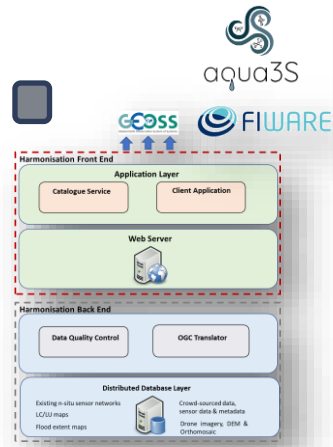 aqua3S
GEOSS
FIWARE
Harmonisation Front End
Application Layer
Catalogue Service
Client Application
Web Server
Harmonisation Back End
Data Quality Control
OGC Translator
Distributed Database Layer
Existing n-situ sensor networks
LC/LU maps
Flood extent maps
Crowd-sourced data,
sensor data & metadata
Drone imagery, DEM &
Orthomosaic